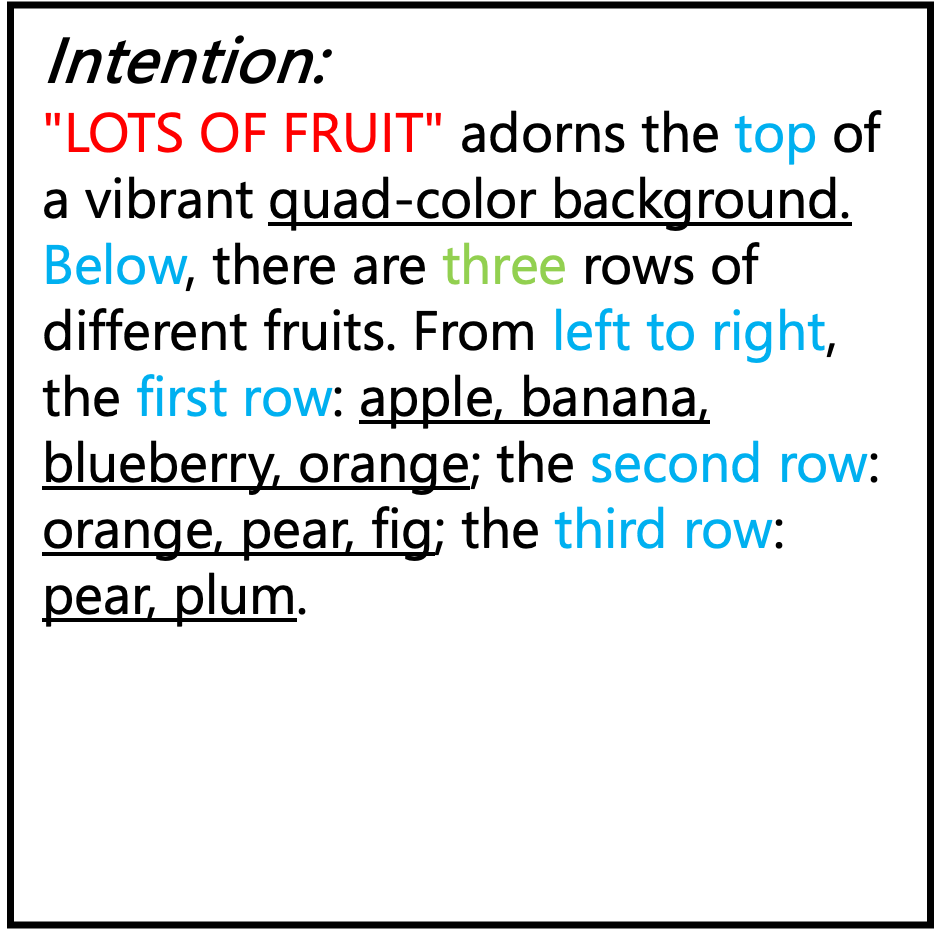 Intention:
"LOTS OF FRUIT" adorns the top of
a vibrant quad-color background.
Below, there are three rows of
different fruits. From left to right,
the first row: apple, banana,
blueberry, orange; the second row:
orange, pear, fig; the third row:
pear, plum.